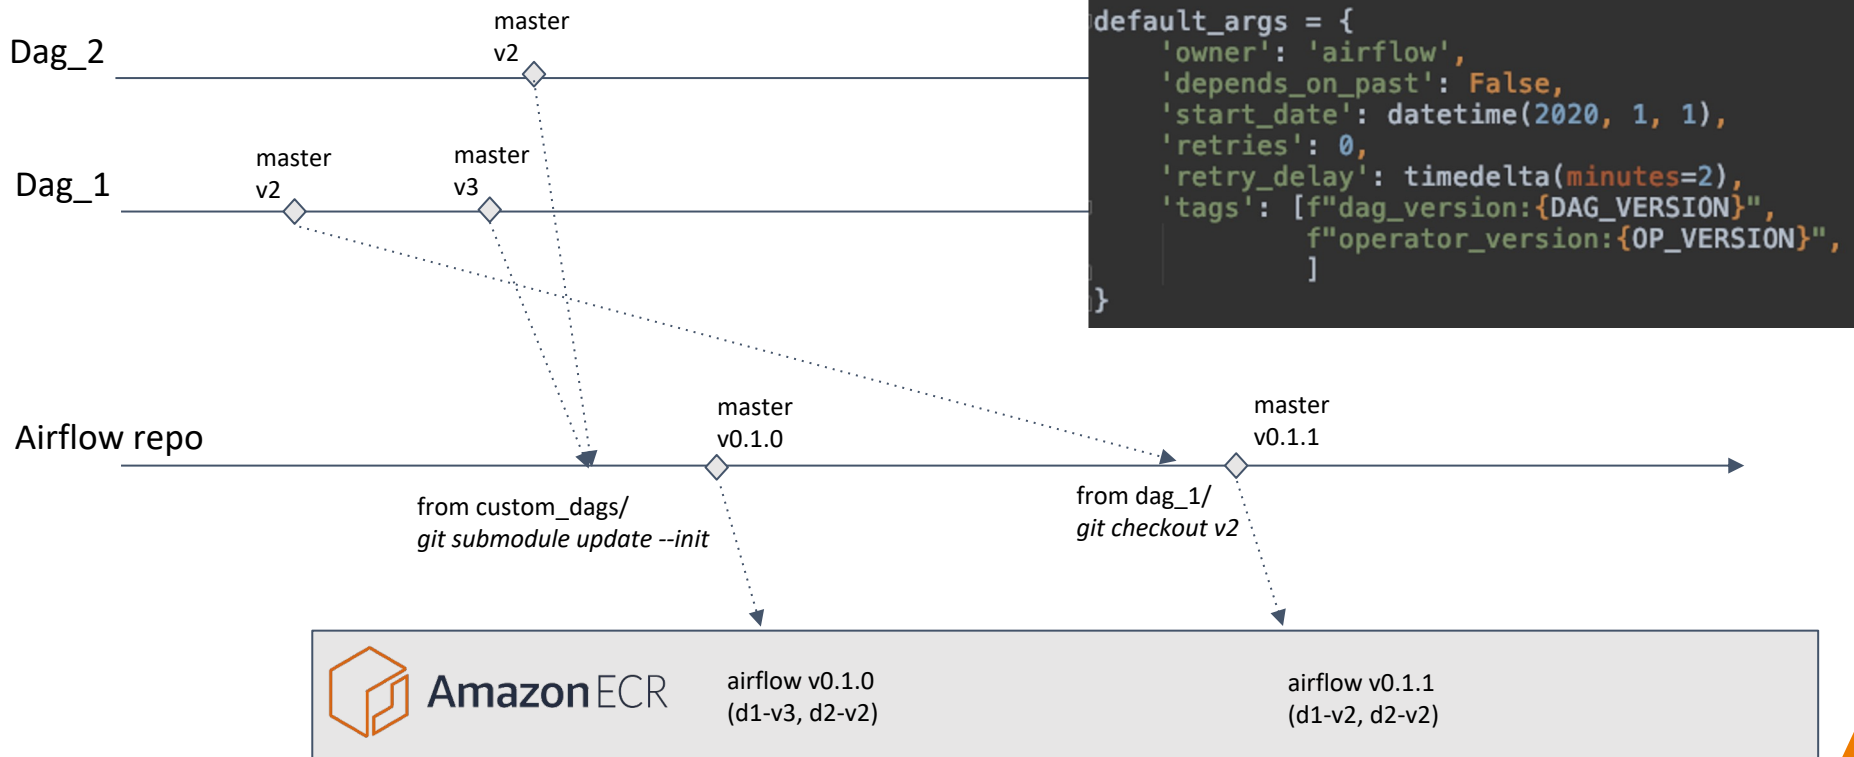 master
v2
Dag_2
master
v2
master
v3
Dag_1
default_args = {
    'owner': 'airflow',
    'depends_on_past': False,
    'start_date': datetime(2020, 1, 1),
    'retries': 0,
    'retry_delay': timedelta(minutes=2),
    'tags': [f"dag_version:{DAG_VERSION}",
             f"operator_version:{OP_VERSION}",
             ]
}
master
v0.1.0
master
v0.1.1
Airflow repo
from custom_dags/
git submodule update --init
from dag_1/
git checkout v2
Amazon ECR
airflow v0.1.0
(d1-v3, d2-v2)
airflow v0.1.1
(d1-v2, d2-v2)